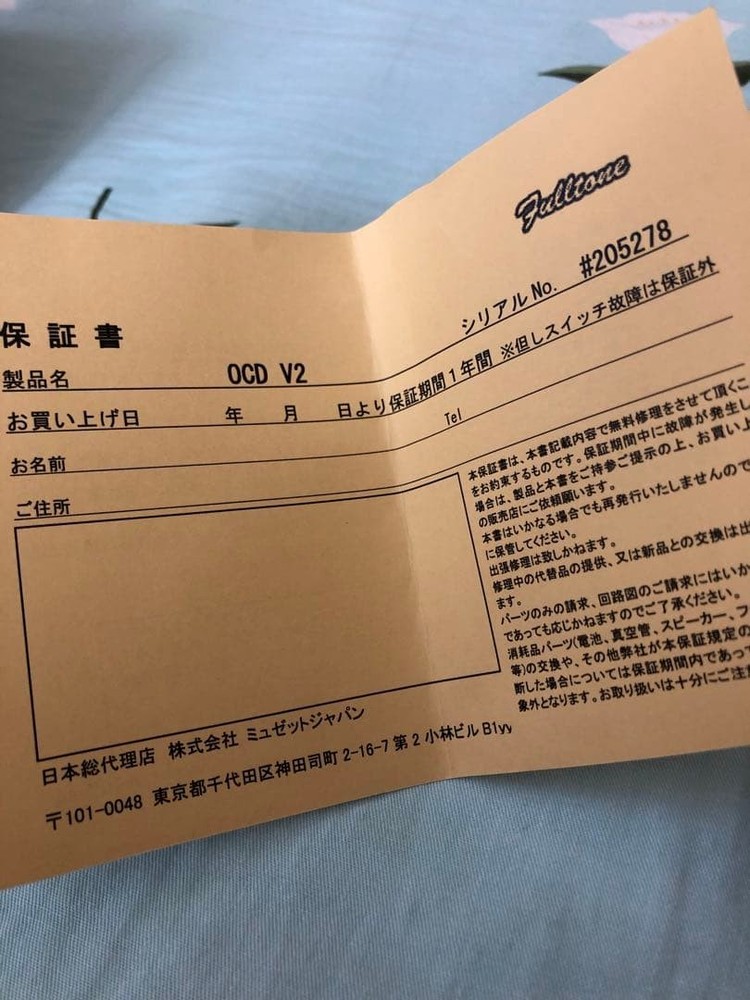 Fulltone
保証書
シリアルNo. #205278
製品名 OCD V2
お買い上げ日 年 月 日より保証期間1年間 ※但しスイッチ故障は保証外
お名前 Tel
ご住所
本保証書は、本書記載内容で無料修理をさせて頂くこ
をお約束するものです。保証期間中に故障が発生し
場合は、製品と本書をご持参ご提示の上、お買い上
の販売店にご依頼願います。
本書はいかなる場合でも再発行いたしませんので
に保管してください。
出張修理は致しかねます。
修理中の代替品の提供、又は新品との交換は出
ます。
パーツのみの請求、回路図のご請求にはいか
であっても応じかねますのでご了承ください。
消耗品パーツ(電池、真空管、スピーカー、フ
等)の交換や、その他弊社が本保証規定の
断した場合については保証期間内であって
象外となります。お取り扱いは十分にご注
日本総代理店 株式会社 ミュゼットジャパン
〒101-0048 東京都千代田区神田司町 2-16-7 第2小林ビル B1